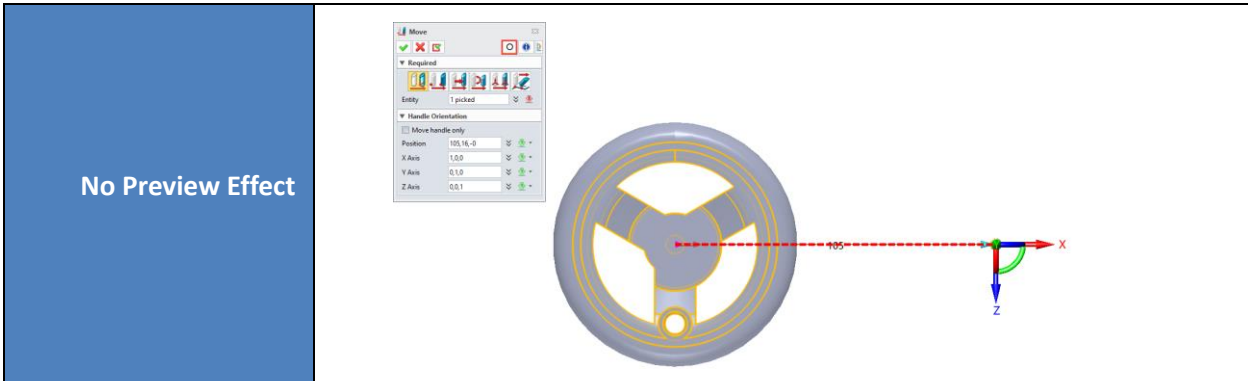 No Preview Effect
Move
Required
Entity 1 picked
Handle Orientation
Move handle only
Position 105,16,-0
X Axis 1,0,0
Y Axis 0,1,0
Z Axis 0,0,1
105
X
Z